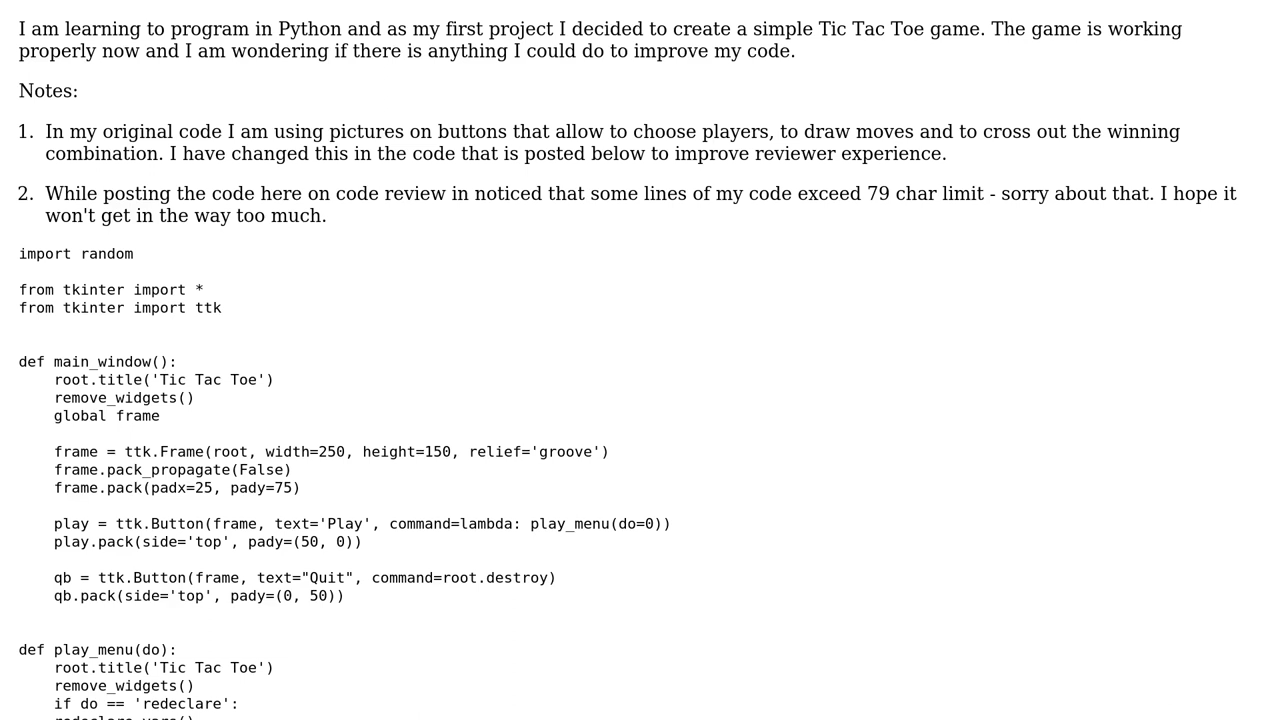 I am learning to program in Python and as my first project I decided to create a simple Tic Tac Toe game. The game is working
properly now and I am wondering if there is anything I could do to improve my code.
Notes:
1. In my original code I am using pictures on buttons that allow to choose players, to draw moves and to cross out the winning
combination. I have changed this in the code that is posted below to improve reviewer experience.
2. While posting the code here on code review in noticed that some lines of my code exceed 79 char limit - sorry about that. I hope it
won't get in the way too much.
import random
from tkinter import *
from tkinter import ttk
def main_window():
    root.title('Tic Tac Toe')
    remove_widgets()
    global frame
    frame = ttk.Frame(root, width=250, height=150, relief='groove')
    frame.pack_propagate(False)
    frame.pack(padx=25, pady=75)
    play = ttk.Button(frame, text='Play', command=lambda: play_menu(do=0))
    play.pack(side='top', pady=(50, 0))
    qb = ttk.Button(frame, text="Quit", command=root.destroy)
    qb.pack(side='top', pady=(0, 50))
def play_menu(do):
    root.title('Tic Tac Toe')
    remove_widgets()
    if do == 'redeclare':
    redeclare_vars()